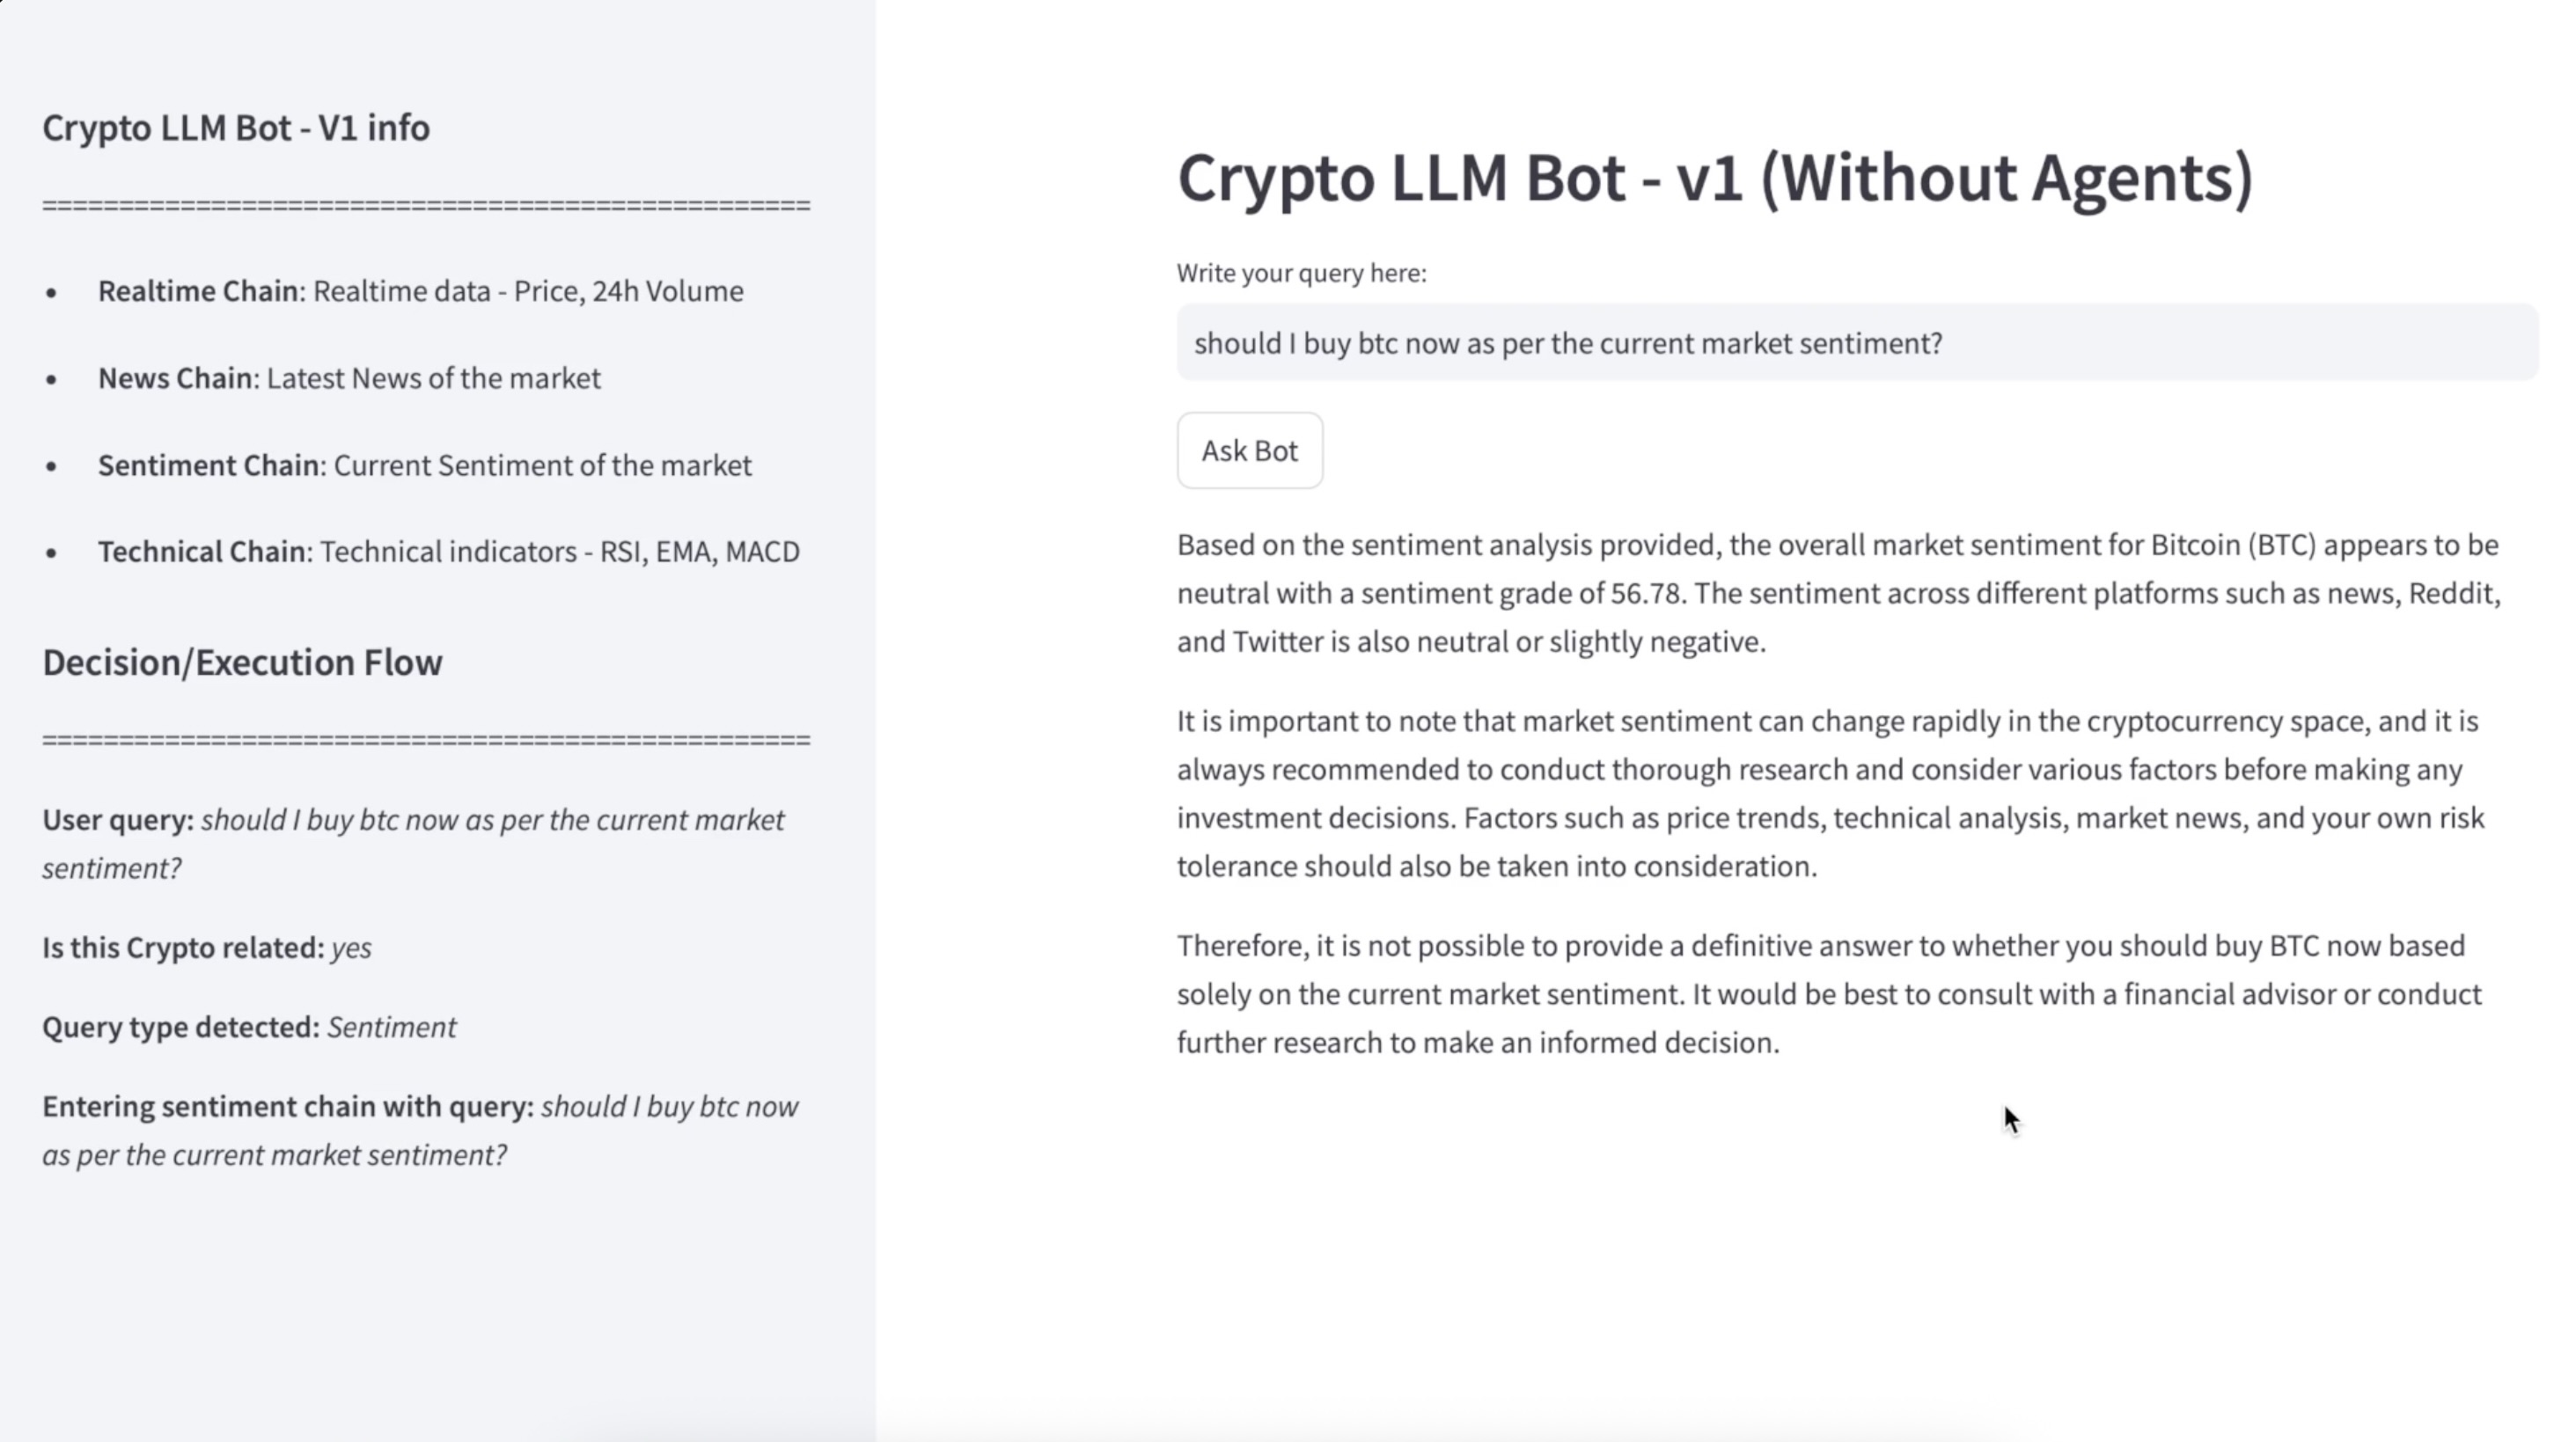 Crypto LLM Bot - V1 info
==================================================
• Realtime Chain: Realtime data - Price, 24h Volume
• News Chain: Latest News of the market
• Sentiment Chain: Current Sentiment of the market
• Technical Chain: Technical indicators - RSI, EMA, MACD
Decision/Execution Flow
==================================================
User query: should I buy btc now as per the current market
sentiment?
Is this Crypto related: yes
Query type detected: Sentiment
Entering sentiment chain with query: should I buy btc now
as per the current market sentiment?
Crypto LLM Bot - v1 (Without Agents)
Write your query here:
should I buy btc now as per the current market sentiment?
Ask Bot
Based on the sentiment analysis provided, the overall market sentiment for Bitcoin (BTC) appears to be
neutral with a sentiment grade of 56.78. The sentiment across different platforms such as news, Reddit,
and Twitter is also neutral or slightly negative.
It is important to note that market sentiment can change rapidly in the cryptocurrency space, and it is
always recommended to conduct thorough research and consider various factors before making any
investment decisions. Factors such as price trends, technical analysis, market news, and your own risk
tolerance should also be taken into consideration.
Therefore, it is not possible to provide a definitive answer to whether you should buy BTC now based
solely on the current market sentiment. It would be best to consult with a financial advisor or conduct
further research to make an informed decision.